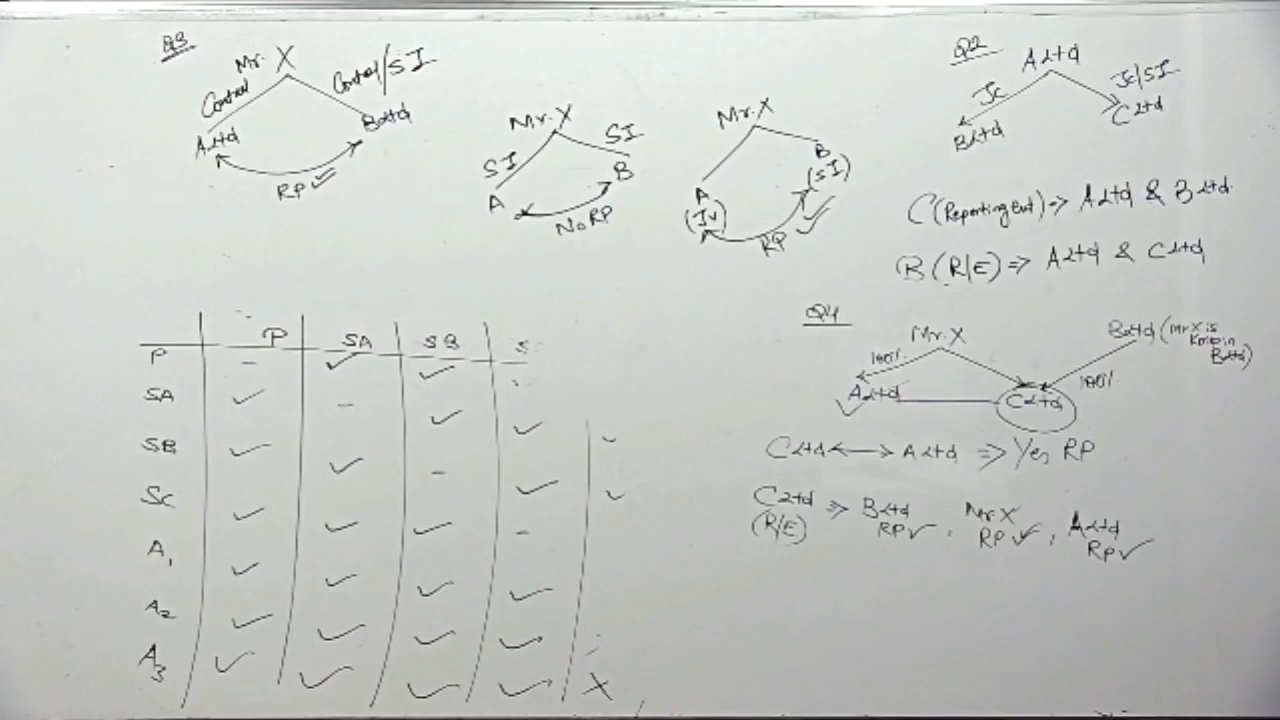 Q3
Mr. X
Control
Control/SI
A Ltd
B Ltd
RP ✓
Mr. X
SI
SI
A
B
No RP
Mr. X
A
(JV)
B
(SI)
RP ✓
Q2
A Ltd
Jc
Jc/SI
B Ltd
C Ltd
C (Reporting Ent) => A Ltd & B Ltd
B (R/E) => A Ltd & C Ltd
P SA SB S
P - ✓ ✓
SA ✓ - ✓ ✓
SB ✓ ✓ - ✓
SC ✓ ✓ ✓ -
A1 ✓ ✓ ✓ ✓
A2 ✓ ✓ ✓ ✓
A3 ✓ ✓ ✓ ✓ X
Q4
Mr. X
B Ltd (Mr X is
KMP in
B Ltd)
100%
100%
✓ A Ltd
C Ltd
C Ltd <-> A Ltd => Yes RP
C Ltd => B Ltd , Mr X , A Ltd
(R/E) RP ✓ RP ✓ RP ✓